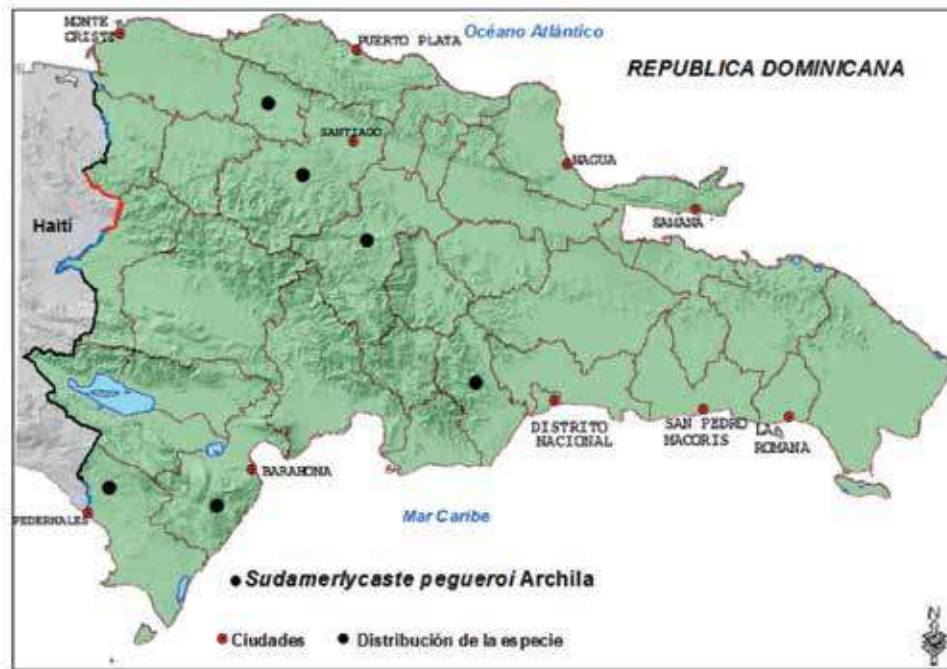 MONTE
CRISTI
PUERTO PLATA
Océano Atlántico
REPUBLICA DOMINICANA
SANTIAGO
NAGUA
SAMANA
Haití
DISTRITO
NACIONAL
SAN PEDRO
MACORIS
LA
ROMANA
BARAHONA
PEDERNALES
Mar Caribe
Sudamerlycaste pegueroi Archila
Ciudades
Distribución de la especie
N